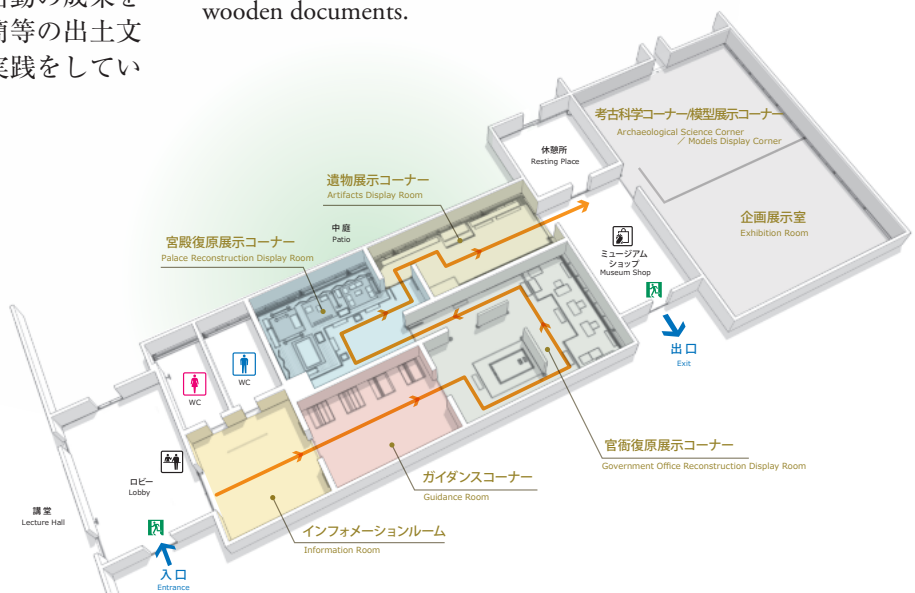 簡等の出土文
実践をしてい
wooden documents.
考古科学コーナー/模型展示コーナー
Archaeological Science Corner
／ Models Display Corner
休憩所
Resting Place
遺物展示コーナー
Artifacts Display Room
企画展示室
Exhibition Room
中庭
Patio
宮殿復原展示コーナー
Palace Reconstruction Display Room
ミュージアム
ショップ
Museum Shop
出口
Exit
WC
WC
官衙復原展示コーナー
Government Office Reconstruction Display Room
ロビー
Lobby
ガイダンスコーナー
Guidance Room
講堂
Lecture Hall
インフォメーションルーム
Information Room
入口
Entrance